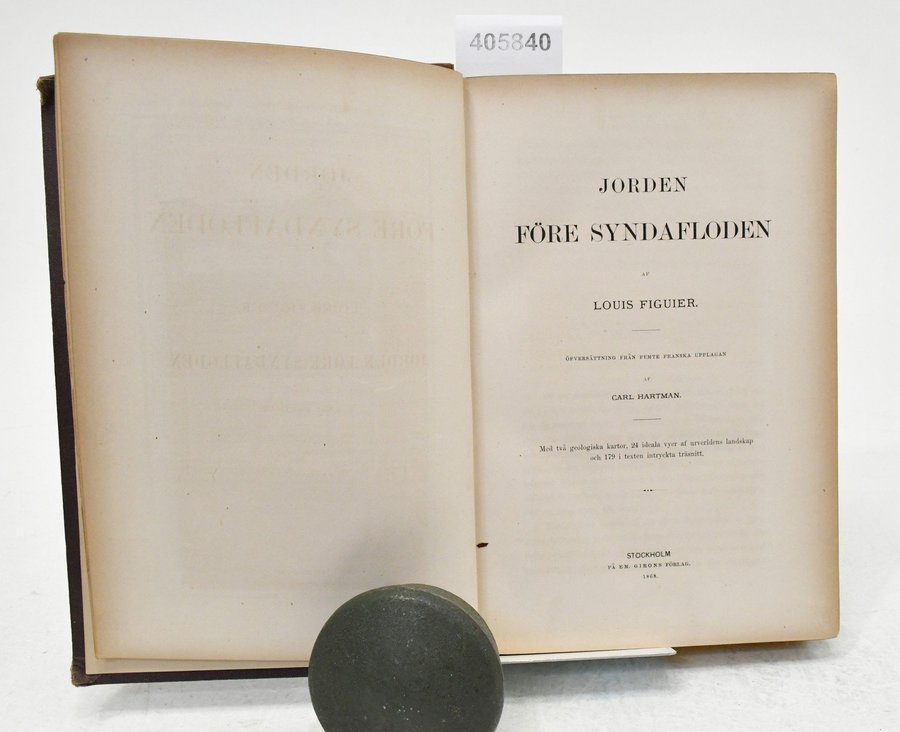 405840
JORDEN
FÖRE SYNDAFLODEN
AF
LOUIS FIGUIER.
ÖFVERSÄTTNING FRÅN FEMTE FRANSKA UPPLAGAN
AF
CARL HARTMAN.
Med två geologiska kartor, 24 ideala vyer af urverldens landskap
och 179 i texten intryckta träsnitt.
STOCKHOLM
PÅ EM. GIRONS FÖRLAG.
1868.